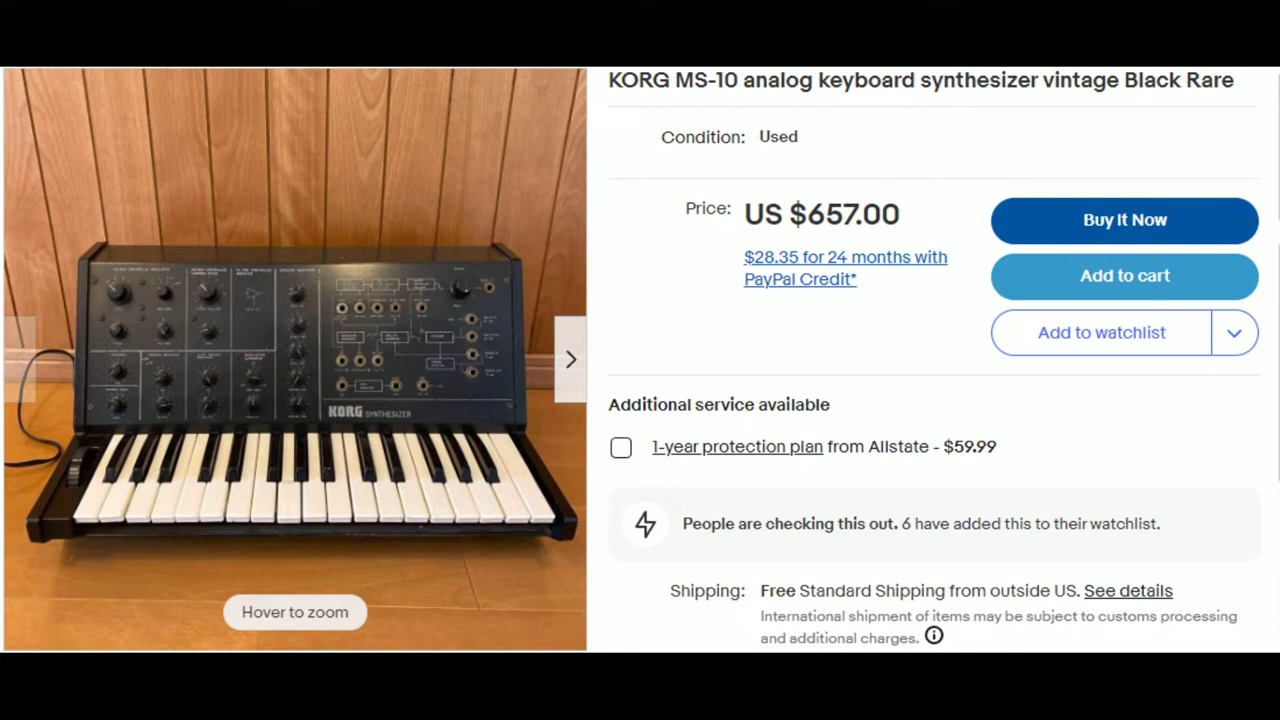 KORG MS-10 analog keyboard synthesizer vintage Black Rare
Condition: Used
Price: US $657.00
Buy It Now
$28.35 for 24 months with
PayPal Credit*
Add to cart
Add to watchlist
Additional service available
1-year protection plan from Allstate - $59.99
People are checking this out. 6 have added this to their watchlist.
Shipping: Free Standard Shipping from outside US. See details
International shipment of items may be subject to customs processing
and additional charges.
KORG SYNTHESIZER
Hover to zoom